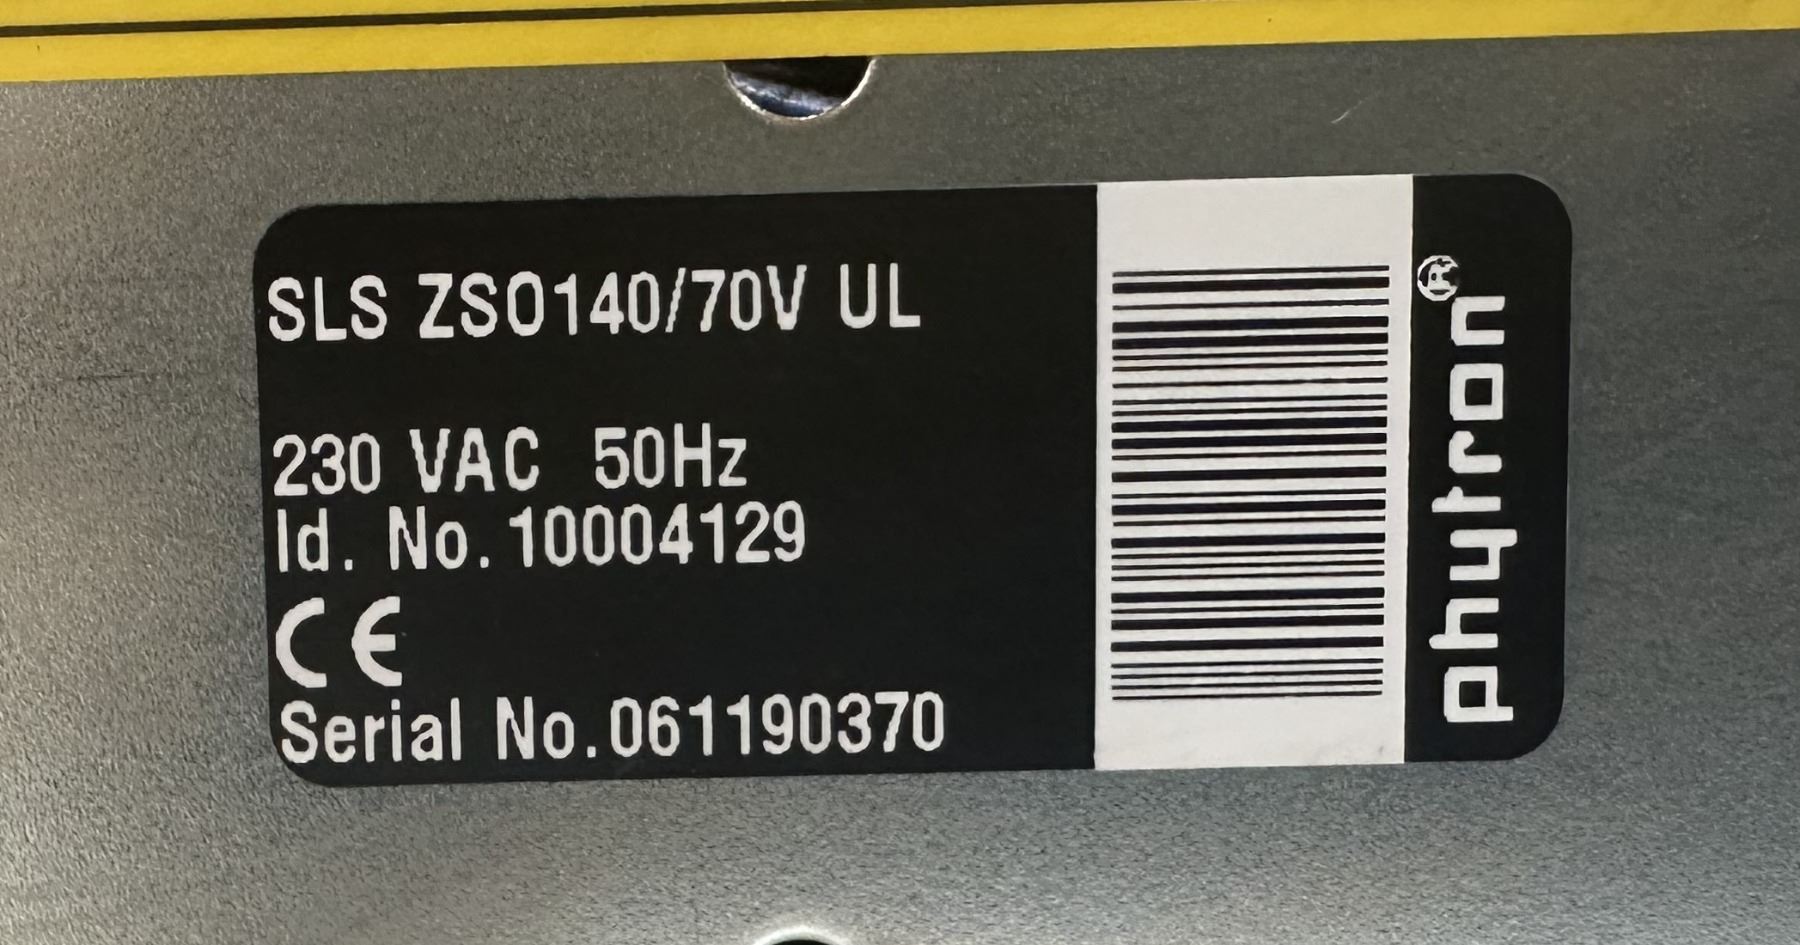 SLS ZSO140/70V UL
230 VAC 50Hz
Id. No. 10004129
CE
Serial No. 061190370
phytron®